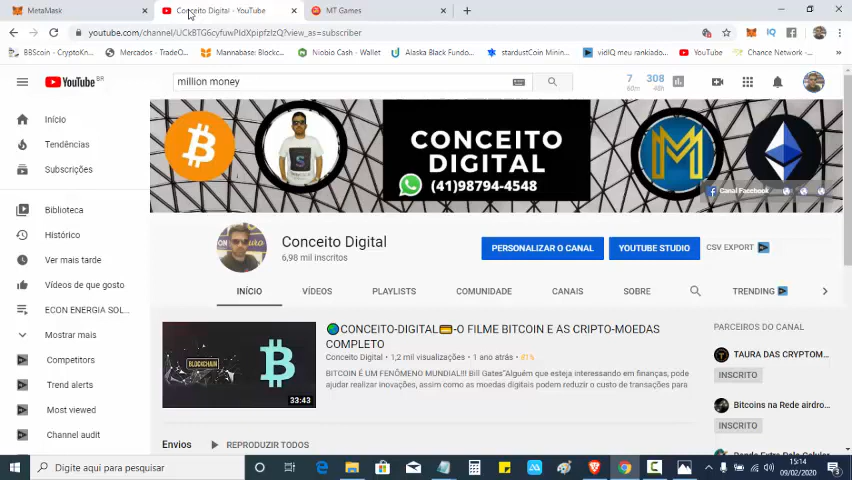 MetaMask
Conceito Digital - YouTube
MT Games
youtube.com/channel/UCkBTG6cyfuwPIdXpipfzlzQ?view_as=subscriber
BBScoin - CryptoKn...
Mercados - TradeO...
Mannabase: Blockc...
Niobio Cash - Wallet
Alaska Black Fundo...
stardustCoin Mining
vidIQ meu rankiado...
YouTube
Chance Network -...
YouTube BR
million money
7
60m
308
48h
CONCEITO
DIGITAL
(41)98794-4548
Canal Facebook
Início
Tendências
Subscrições
Biblioteca
Histórico
Ver mais tarde
Vídeos de que gosto
ECON ENERGIA SOL...
Mostrar mais
Competitors
Trend alerts
Most viewed
Channel audit
Conceito Digital
6,98 mil inscritos
PERSONALIZAR O CANAL
YOUTUBE STUDIO
CSV EXPORT
INÍCIO
VÍDEOS
PLAYLISTS
COMUNIDADE
CANAIS
SOBRE
TRENDING
BLOCKCHAIN
33:43
CONCEITO-DIGITAL💳-O FILME BITCOIN E AS CRIPTO-MOEDAS
COMPLETO
Conceito Digital • 1,2 mil visualizações • 1 ano atrás •
BITCOIN É UM FENÔMENO MUNDIAL!!! Bill Gates"Alguém que esteja interessando em finanças, pode
ajudar realizar inovações, assim como as moedas digitais podem reduzir o custo de transações para
Envios
REPRODUZIR TODOS
PARCEIROS DO CANAL
TAURA DAS CRYPTOM...
INSCRITO
Bitcoins na Rede airdro...
INSCRITO
Digite aqui para pesquisar
15:14
09/02/2020
3